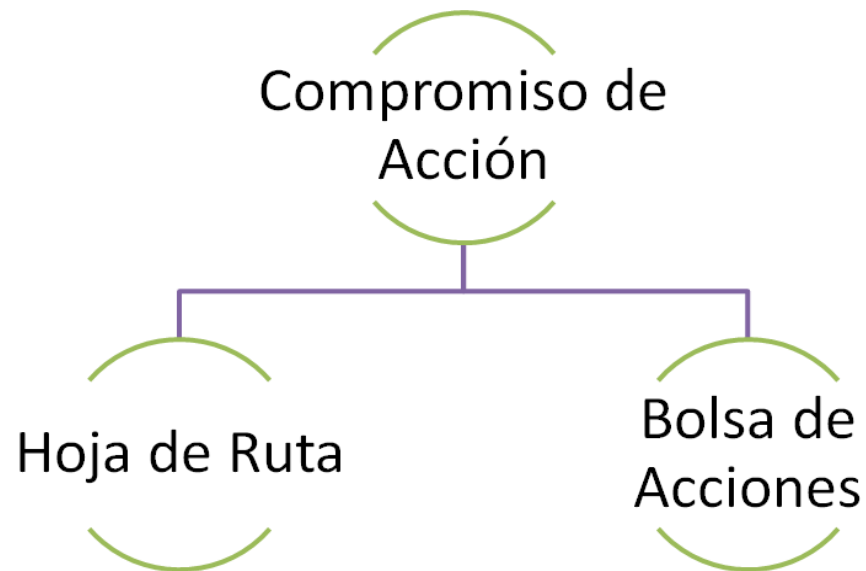 Compromiso de
Acción
Hoja de Ruta
Bolsa de
Acciones